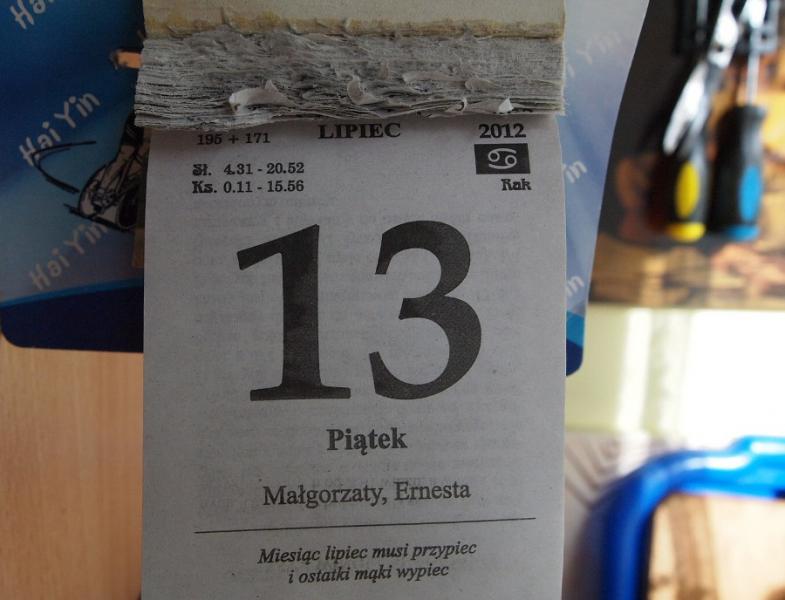 Hai Yin
Hai Yin
Hai Yin
195 + 171 LIPIEC 2012
Sł. 4.31 - 20.52
Ks. 0.11 - 15.56
Rak
13
Piątek
Małgorzaty, Ernesta
Miesiąc lipiec musi przypiec
i ostatki mąki wypiec